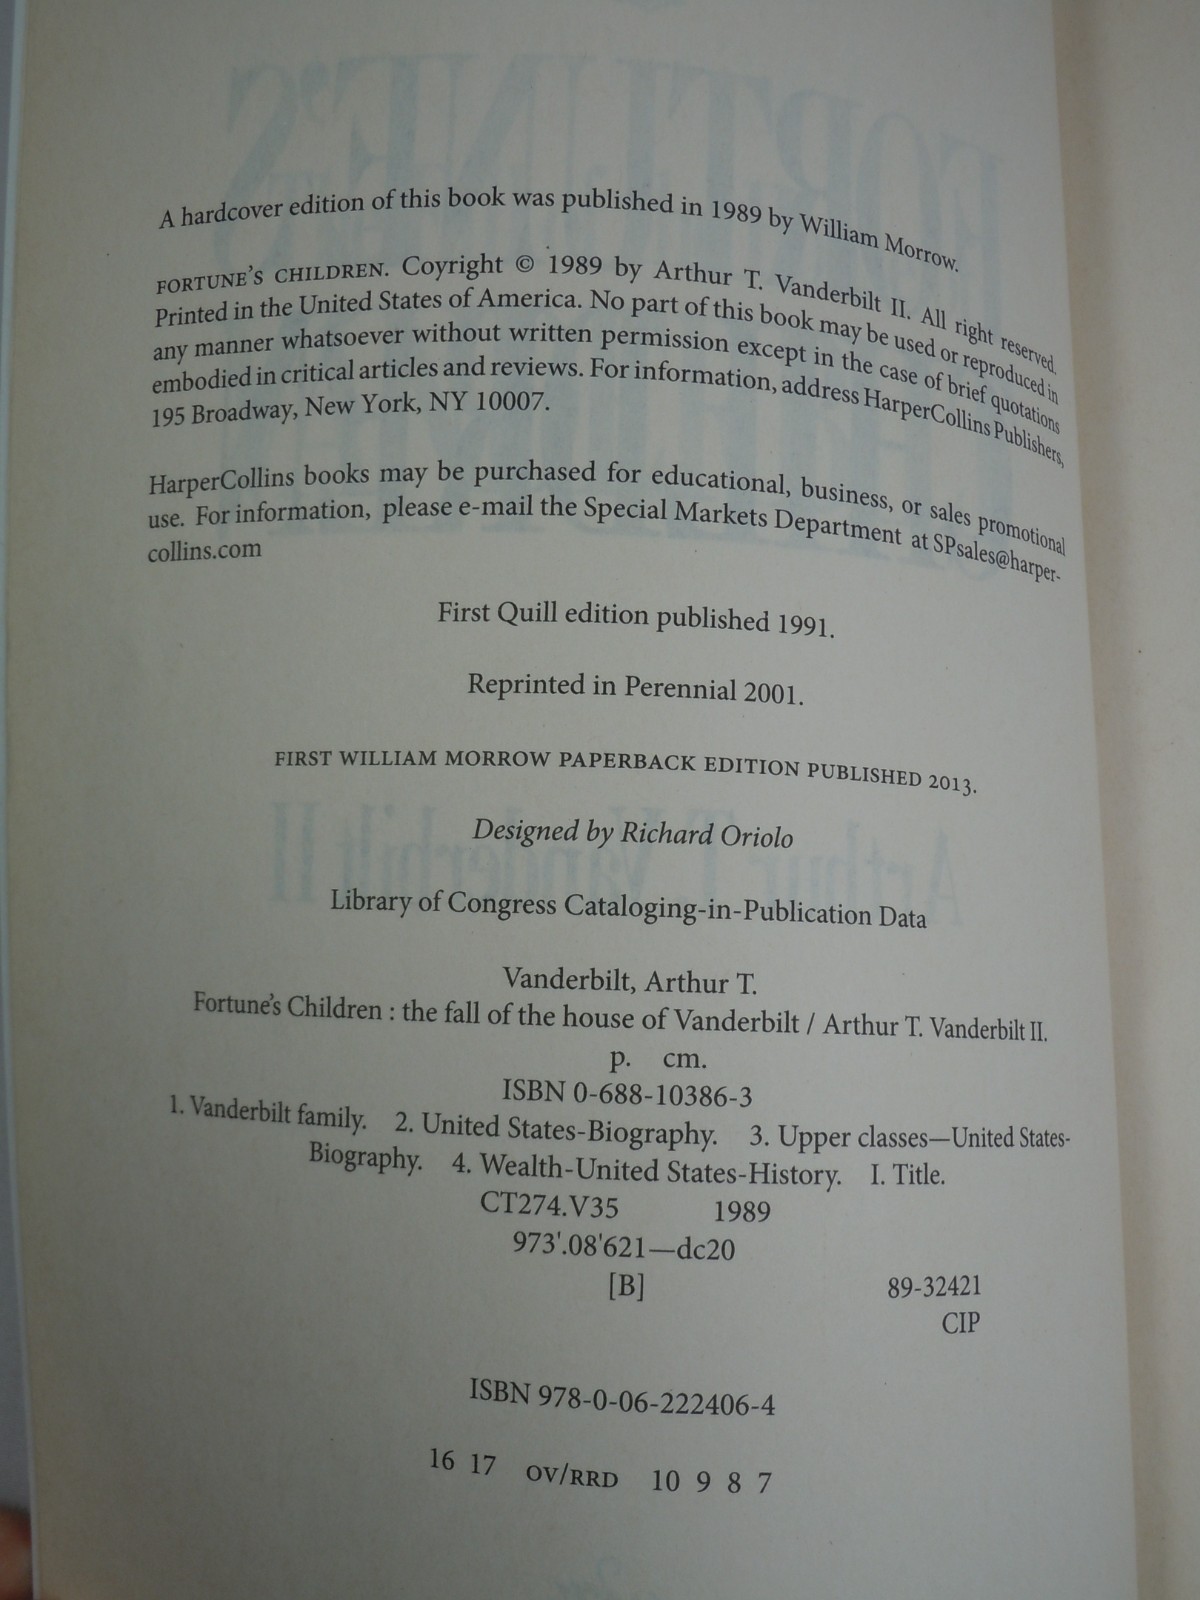 A hardcover edition of this book was published in 1989 by William Morrow.
FORTUNE'S CHILDREN. Coyright © 1989 by Arthur T. Vanderbilt II. All right reserved.
Printed in the United States of America. No part of this book may be used or reproduced in
any manner whatsoever without written permission except in the case of brief quotations
embodied in critical articles and reviews. For information, address HarperCollins Publishers,
195 Broadway, New York, NY 10007.
HarperCollins books may be purchased for educational, business, or sales promotional
use. For information, please e-mail the Special Markets Department at SPsales@harper-
collins.com
First Quill edition published 1991.
Reprinted in Perennial 2001.
FIRST WILLIAM MORROW PAPERBACK EDITION PUBLISHED 2013.
Designed by Richard Oriolo
Library of Congress Cataloging-in-Publication Data
Vanderbilt, Arthur T.
Fortune's Children : the fall of the house of Vanderbilt / Arthur T. Vanderbilt II.
p. cm.
ISBN 0-688-10386-3
1. Vanderbilt family. 2. United States-Biography. 3. Upper classes—United States-
Biography. 4. Wealth-United States-History. I. Title.
CT274.V35 1989
973'.08'621—dc20
[B] 89-32421
CIP
ISBN 978-0-06-222406-4
16 17 OV/RRD 10 9 8 7